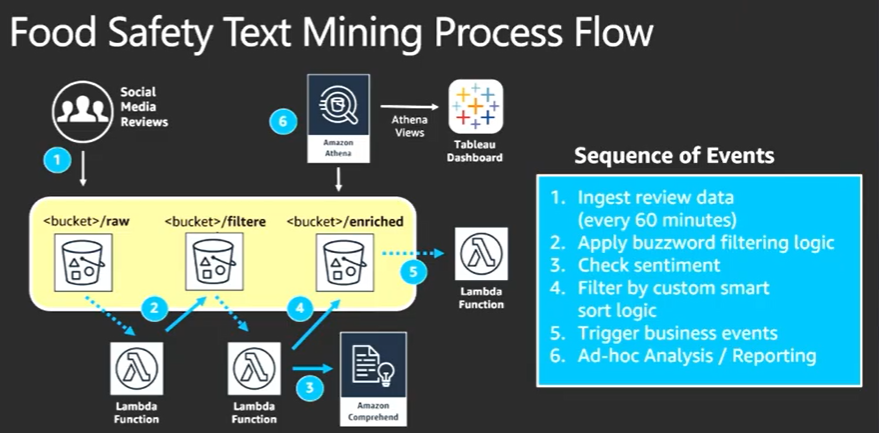 Food Safety Text Mining Process Flow
Social
Media
Reviews
1
6
Amazon
Athena
Athena
Views
Tableau
Dashboard
<bucket>/raw
<bucket>/filtere
<bucket>/enriched
2
4
5
Lambda
Function
Lambda
Function
Lambda
Function
3
Amazon
Comprehend
Sequence of Events
1. Ingest review data
(every 60 minutes)
2. Apply buzzword filtering logic
3. Check sentiment
4. Filter by custom smart
sort logic
5. Trigger business events
6. Ad-hoc Analysis / Reporting